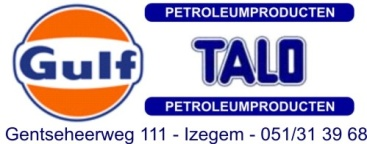 PETROLEUMPRODUCTEN
Gulf
TALO
PETROLEUMPRODUCTEN
Gentseheerweg 111 - Izegem - 051/31 39 68